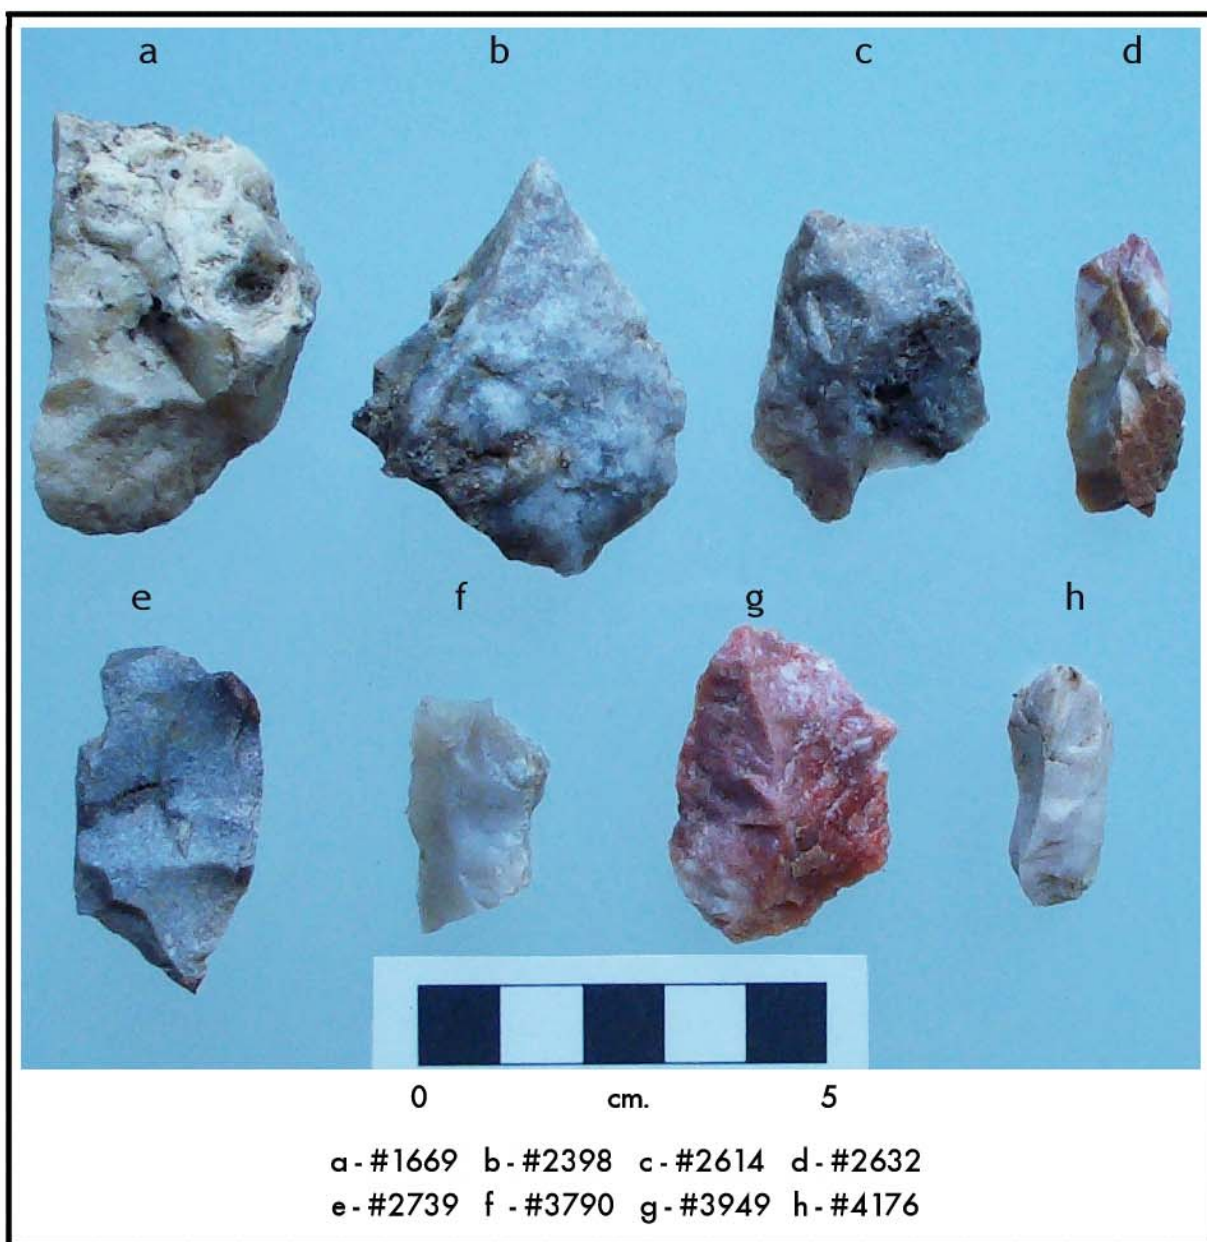 a b c d
e f g h
0 cm. 5
a - #1669 b - #2398 c - #2614 d - #2632
e - #2739 f - #3790 g - #3949 h - #4176